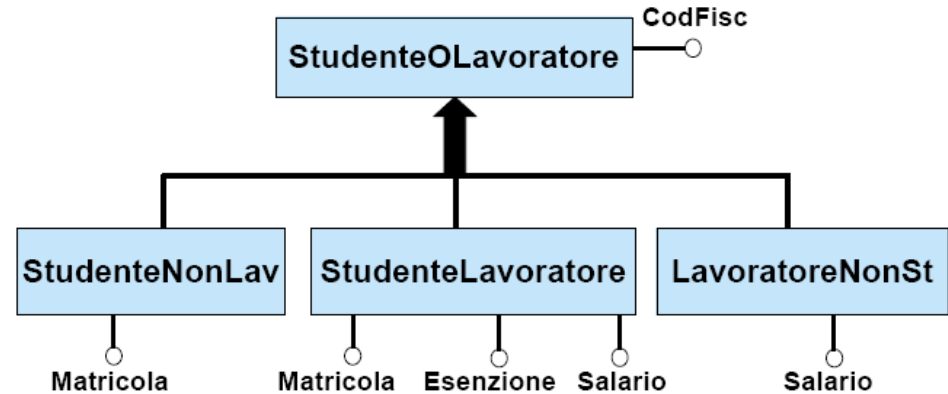 CodFisc
StudenteOLavoratore
StudenteNonLav
StudenteLavoratore
LavoratoreNonSt
Matricola
Matricola
Esenzione
Salario
Salario